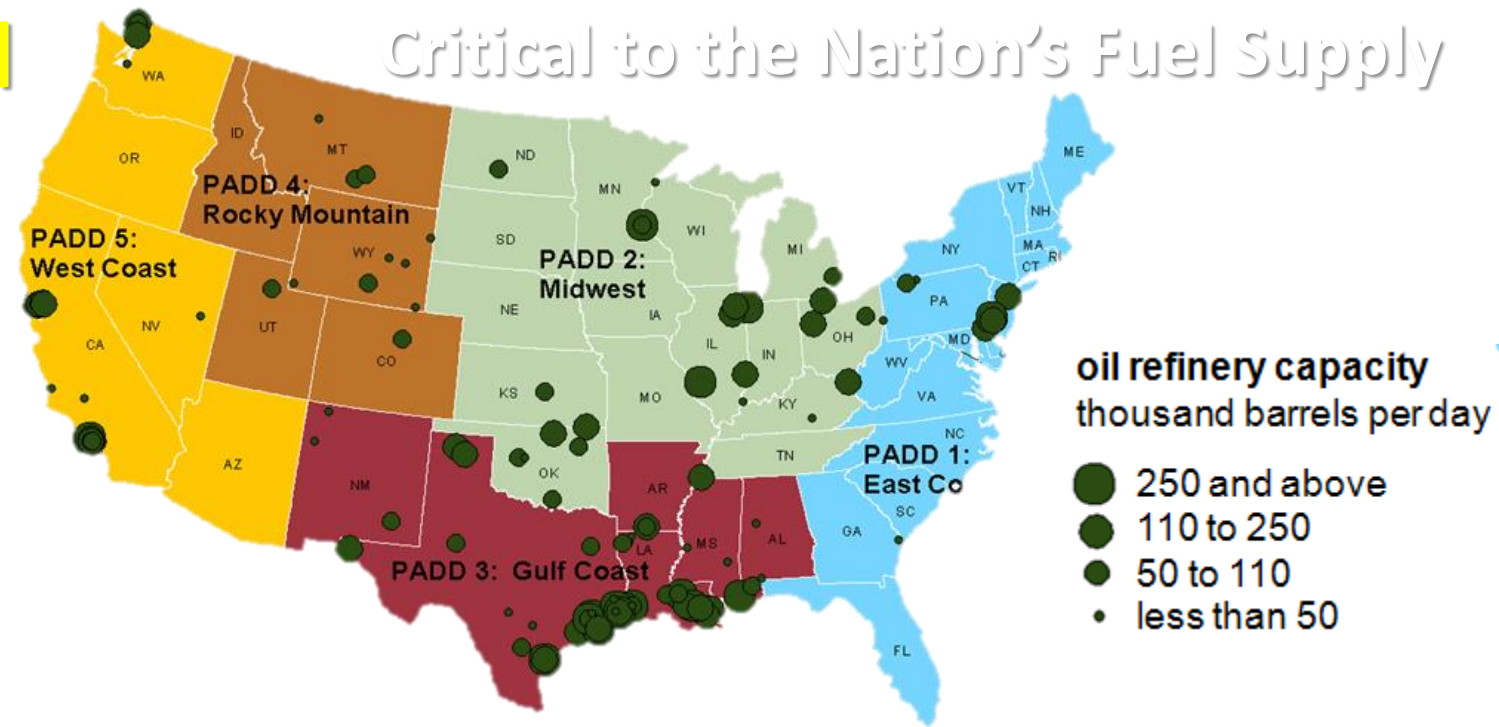 Critical to the Nation's Fuel Supply
WA
OR
ID
MT
ND
MN
WI
MI
ME
VT
NH
NY
MA
RI
CT
PADD 4:
Rocky Mountain
PADD 5:
West Coast
WY
SD
PADD 2:
Midwest
NE
IA
PA
NV
UT
CA
CO
IL
IN
OH
MD
WV
VA
KS
MO
KY
NC
AZ
NM
OK
AR
TN
PADD 1:
East Co
SC
LA
MS
AL
GA
PADD 3: Gulf Coast
FL
oil refinery capacity
thousand barrels per day
250 and above
110 to 250
50 to 110
less than 50